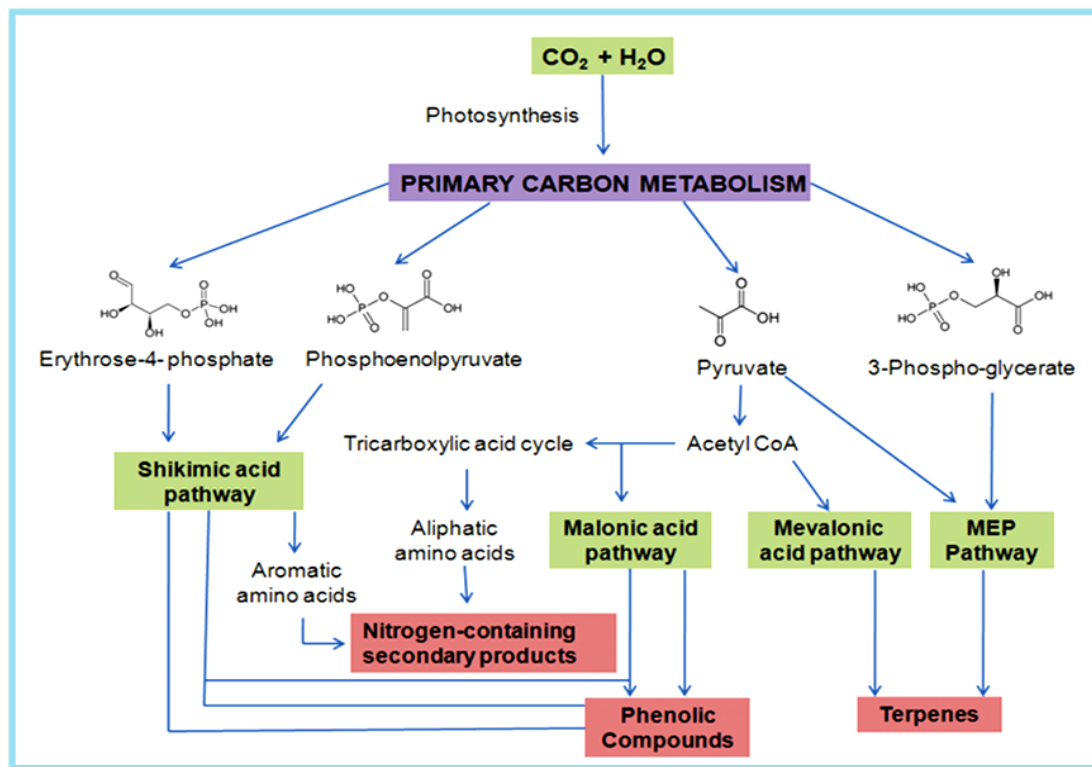 CO₂ + H₂O
Photosynthesis
PRIMARY CARBON METABOLISM
O
HO
OH
O
O
P
OH
OH
HO
HO
P
O
O
O
OH
O
O
OH
O
HO
HO
P
O
O
OH
OH
O
Erythrose-4- phosphate
Phosphoenolpyruvate
Pyruvate
3-Phospho-glycerate
Tricarboxylic acid cycle
Acetyl CoA
Shikimic acid
pathway
Aliphatic
amino acids
Malonic acid
pathway
Mevalonic
acid pathway
MEP
Pathway
Aromatic
amino acids
Nitrogen-containing
secondary products
Phenolic
Compounds
Terpenes